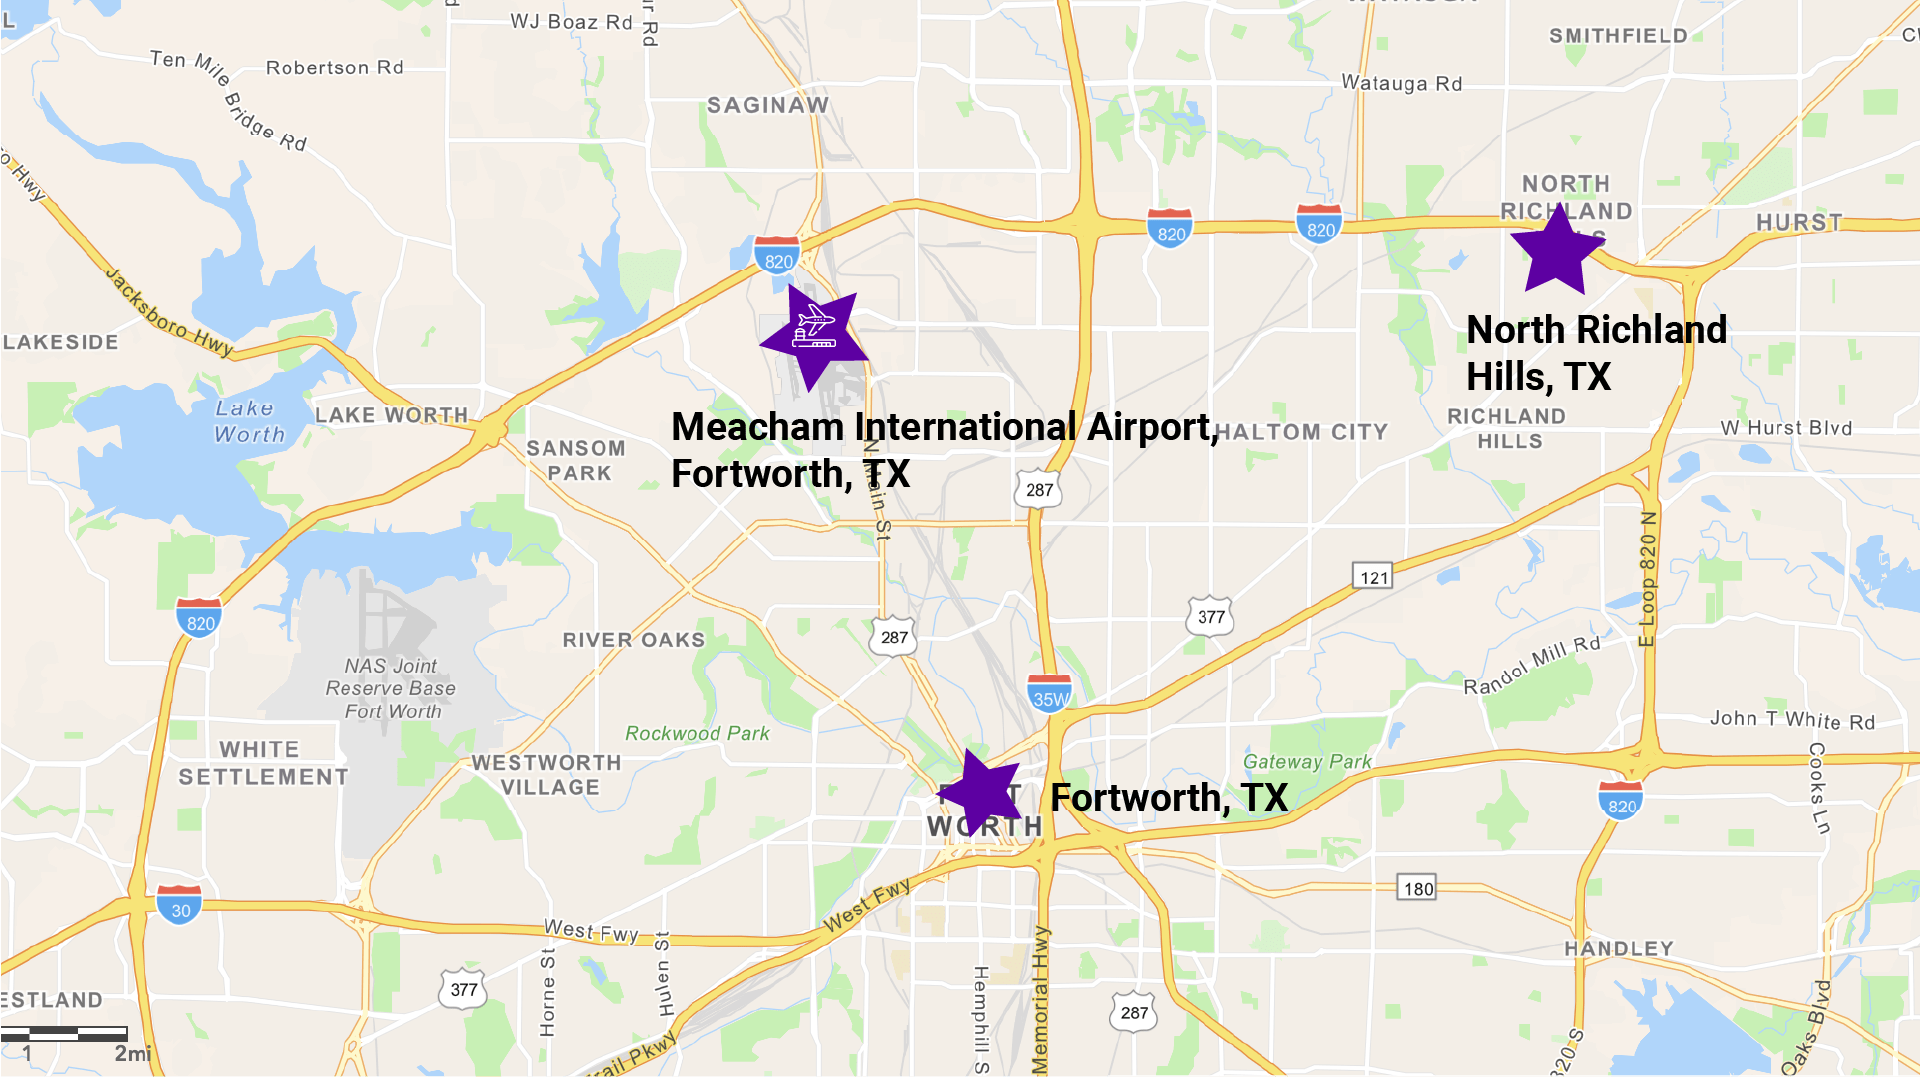 WJ Boaz Rd
SMITHFIELD
Ten Mile Bridge Rd
Robertson Rd
Watauga Rd
SAGINAW
NORTH
RICHLAND
HURST
820
820
820
Jacksboro Hwy
LAKESIDE
North Richland
Hills, TX
Lake
Worth
LAKE WORTH
RICHLAND
HILLS
W Hurst Blvd
Meacham International Airport,
Fortworth, TX
HALTOM CITY
SANSOM
PARK
N Main St
287
E Loop 820 N
121
820
377
287
RIVER OAKS
NAS Joint
Reserve Base
Fort Worth
Randol Mill Rd
35W
John T White Rd
Rockwood Park
WHITE
SETTLEMENT
WESTWORTH
VILLAGE
Gateway Park
Cooks Ln
Fortworth, TX
WORTH
820
180
30
West Fwy
West Fwy
HANDLEY
Horne St
Hulen St
377
Hemphill S
Memorial Hwy
287
Oaks Blvd
820 S
ESTLAND
1
2mi
rail Pkwy